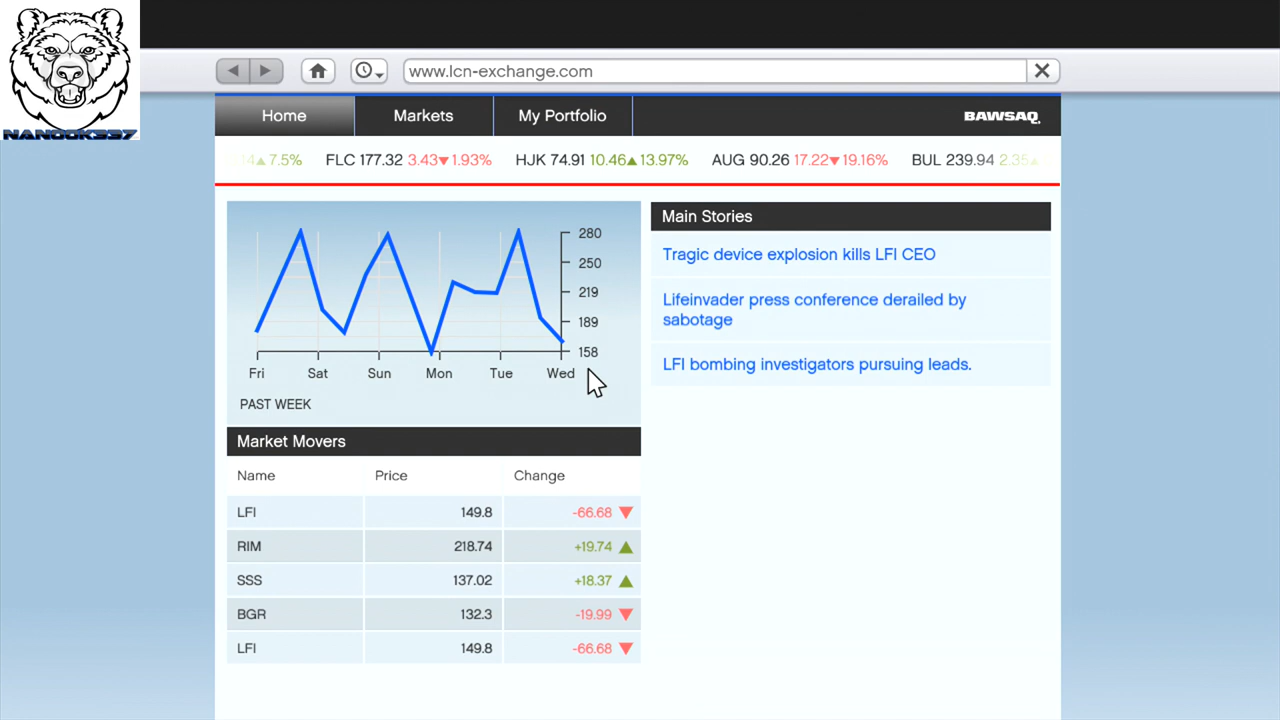 NANOOK357
www.lcn-exchange.com
Home Markets My Portfolio BAWSAQ
4▲7.5% FLC 177.32 3.43▼1.93% HJK 74.91 10.46▲13.97% AUG 90.26 17.22▼19.16% BUL 239.94 2.35▲
280
250
219
189
158
Fri Sat Sun Mon Tue Wed
PAST WEEK
Main Stories
Tragic device explosion kills LFI CEO
Lifeinvader press conference derailed by
sabotage
LFI bombing investigators pursuing leads.
Market Movers
Name Price Change
LFI 149.8 -66.68 ▼
RIM 218.74 +19.74 ▲
SSS 137.02 +18.37 ▲
BGR 132.3 -19.99 ▼
LFI 149.8 -66.68 ▼